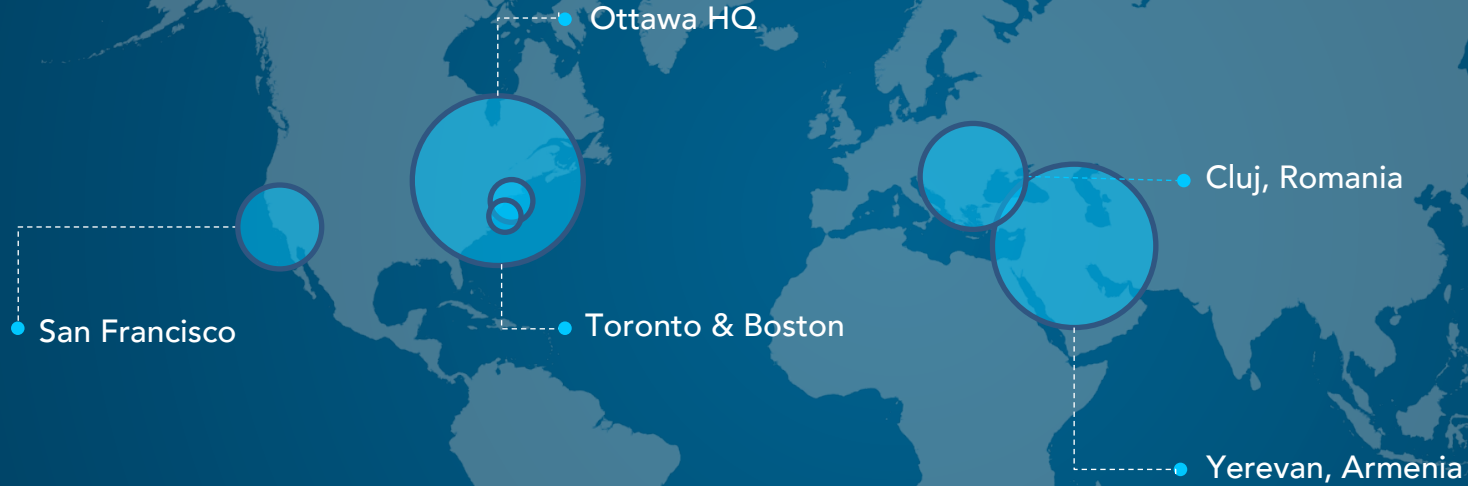 Ottawa HQ
Cluj, Romania
Toronto & Boston
San Francisco
Yerevan, Armenia